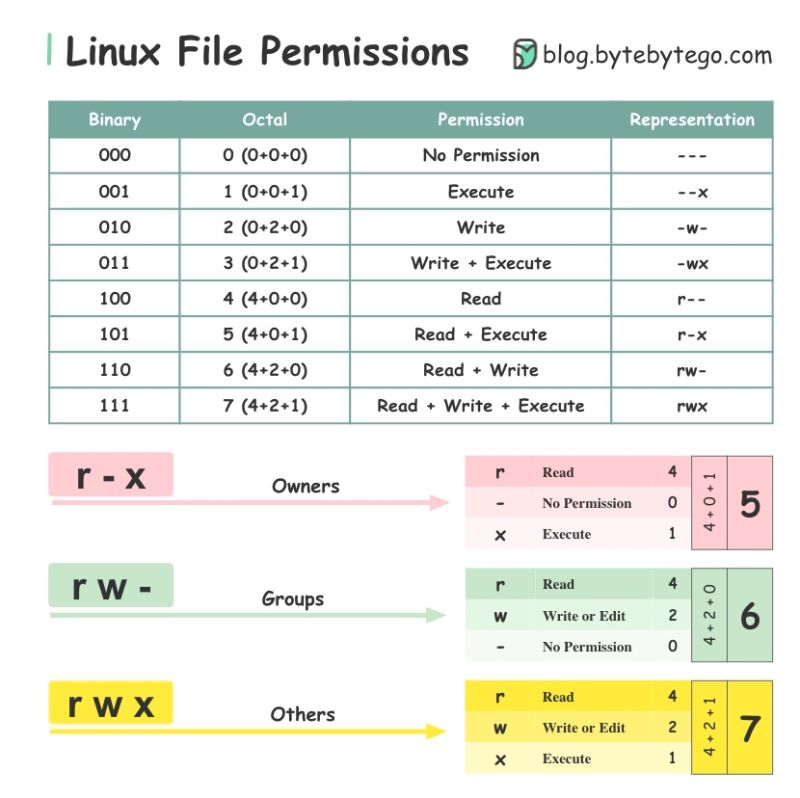 Linux File Permissions blog.bytebytego.com
Binary Octal Permission Representation
000 0 (0+0+0) No Permission ---
001 1 (0+0+1) Execute --x
010 2 (0+2+0) Write -w-
011 3 (0+2+1) Write + Execute -wx
100 4 (4+0+0) Read r--
101 5 (4+0+1) Read + Execute r-x
110 6 (4+2+0) Read + Write rw-
111 7 (4+2+1) Read + Write + Execute rwx
r - x
Owners
r Read 4
- No Permission 0
x Execute 1
4+0+1
5
r w -
Groups
r Read 4
w Write or Edit 2
- No Permission 0
4+2+0
6
r w x
Others
r Read 4
w Write or Edit 2
x Execute 1
4+2+1
7